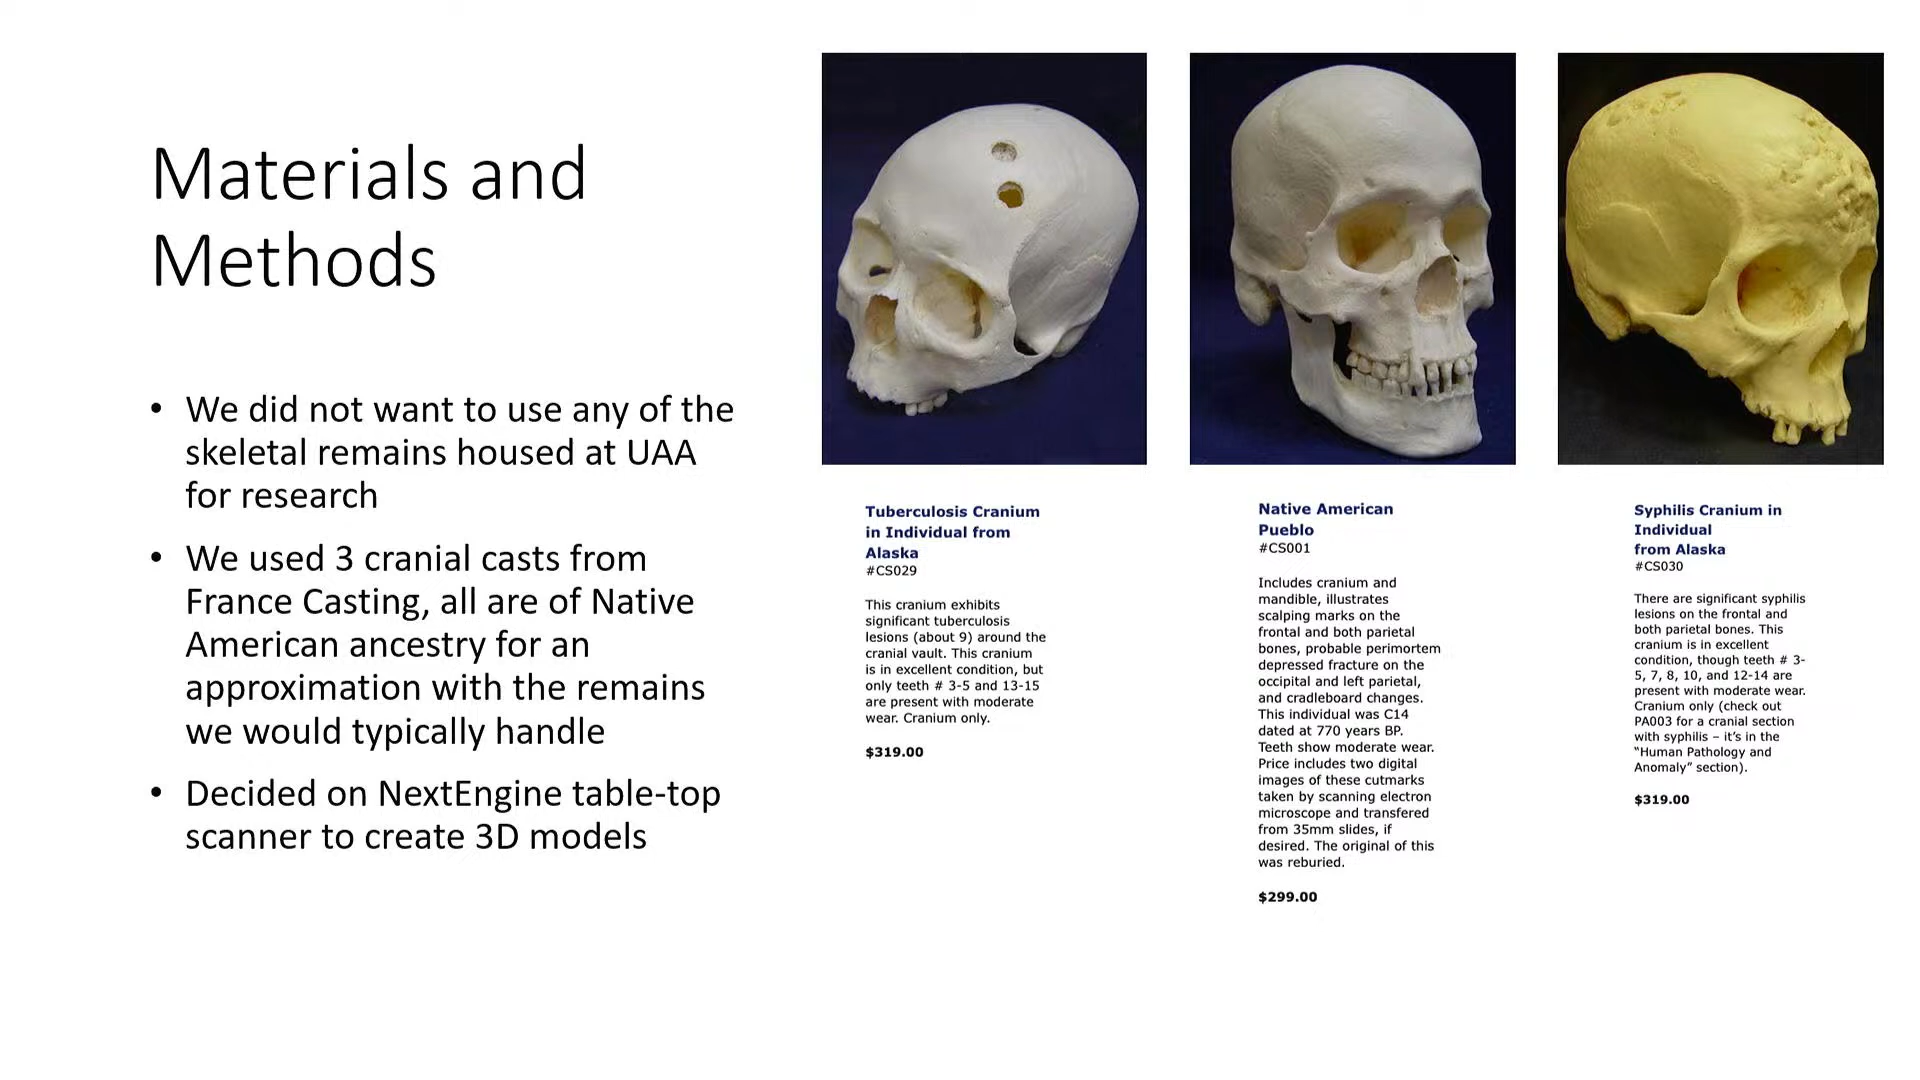 Materials and
Methods
• We did not want to use any of the
skeletal remains housed at UAA
for research
• We used 3 cranial casts from
France Casting, all are of Native
American ancestry for an
approximation with the remains
we would typically handle
• Decided on NextEngine table-top
scanner to create 3D models
Tuberculosis Cranium
in Individual from
Alaska
#CS029
This cranium exhibits
significant tuberculosis
lesions (about 9) around the
cranial vault. This cranium
is in excellent condition, but
only teeth # 3-5 and 13-15
are present with moderate
wear. Cranium only.
$319.00
Native American
Pueblo
#CS001
Includes cranium and
mandible, illustrates
scalping marks on the
frontal and both parietal
bones, probable perimortem
depressed fracture on the
occipital and left parietal,
and cradleboard changes.
This individual was C14
dated at 770 years BP.
Teeth show moderate wear.
Price includes two digital
images of these cutmarks
taken by scanning electron
microscope and transfered
from 35mm slides, if
desired. The original of this
was reburied.
$299.00
Syphilis Cranium in
Individual
from Alaska
#CS030
There are significant syphilis
lesions on the frontal and
both parietal bones. This
cranium is in excellent
condition, though teeth # 3-
5, 7, 8, 10, and 12-14 are
present with moderate wear.
Cranium only (check out
PA003 for a cranial section
with syphilis – it's in the
"Human Pathology and
Anomaly" section).
$319.00